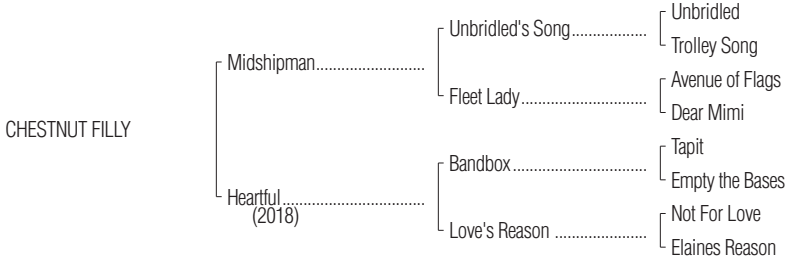 CHESTNUT FILLY
Midshipman
Heartful
(2018)
Unbridled's Song
Fleet Lady
Bandbox
Love's Reason
Unbridled
Trolley Song
Avenue of Flags
Dear Mimi
Tapit
Empty the Bases
Not For Love
Elaines Reason